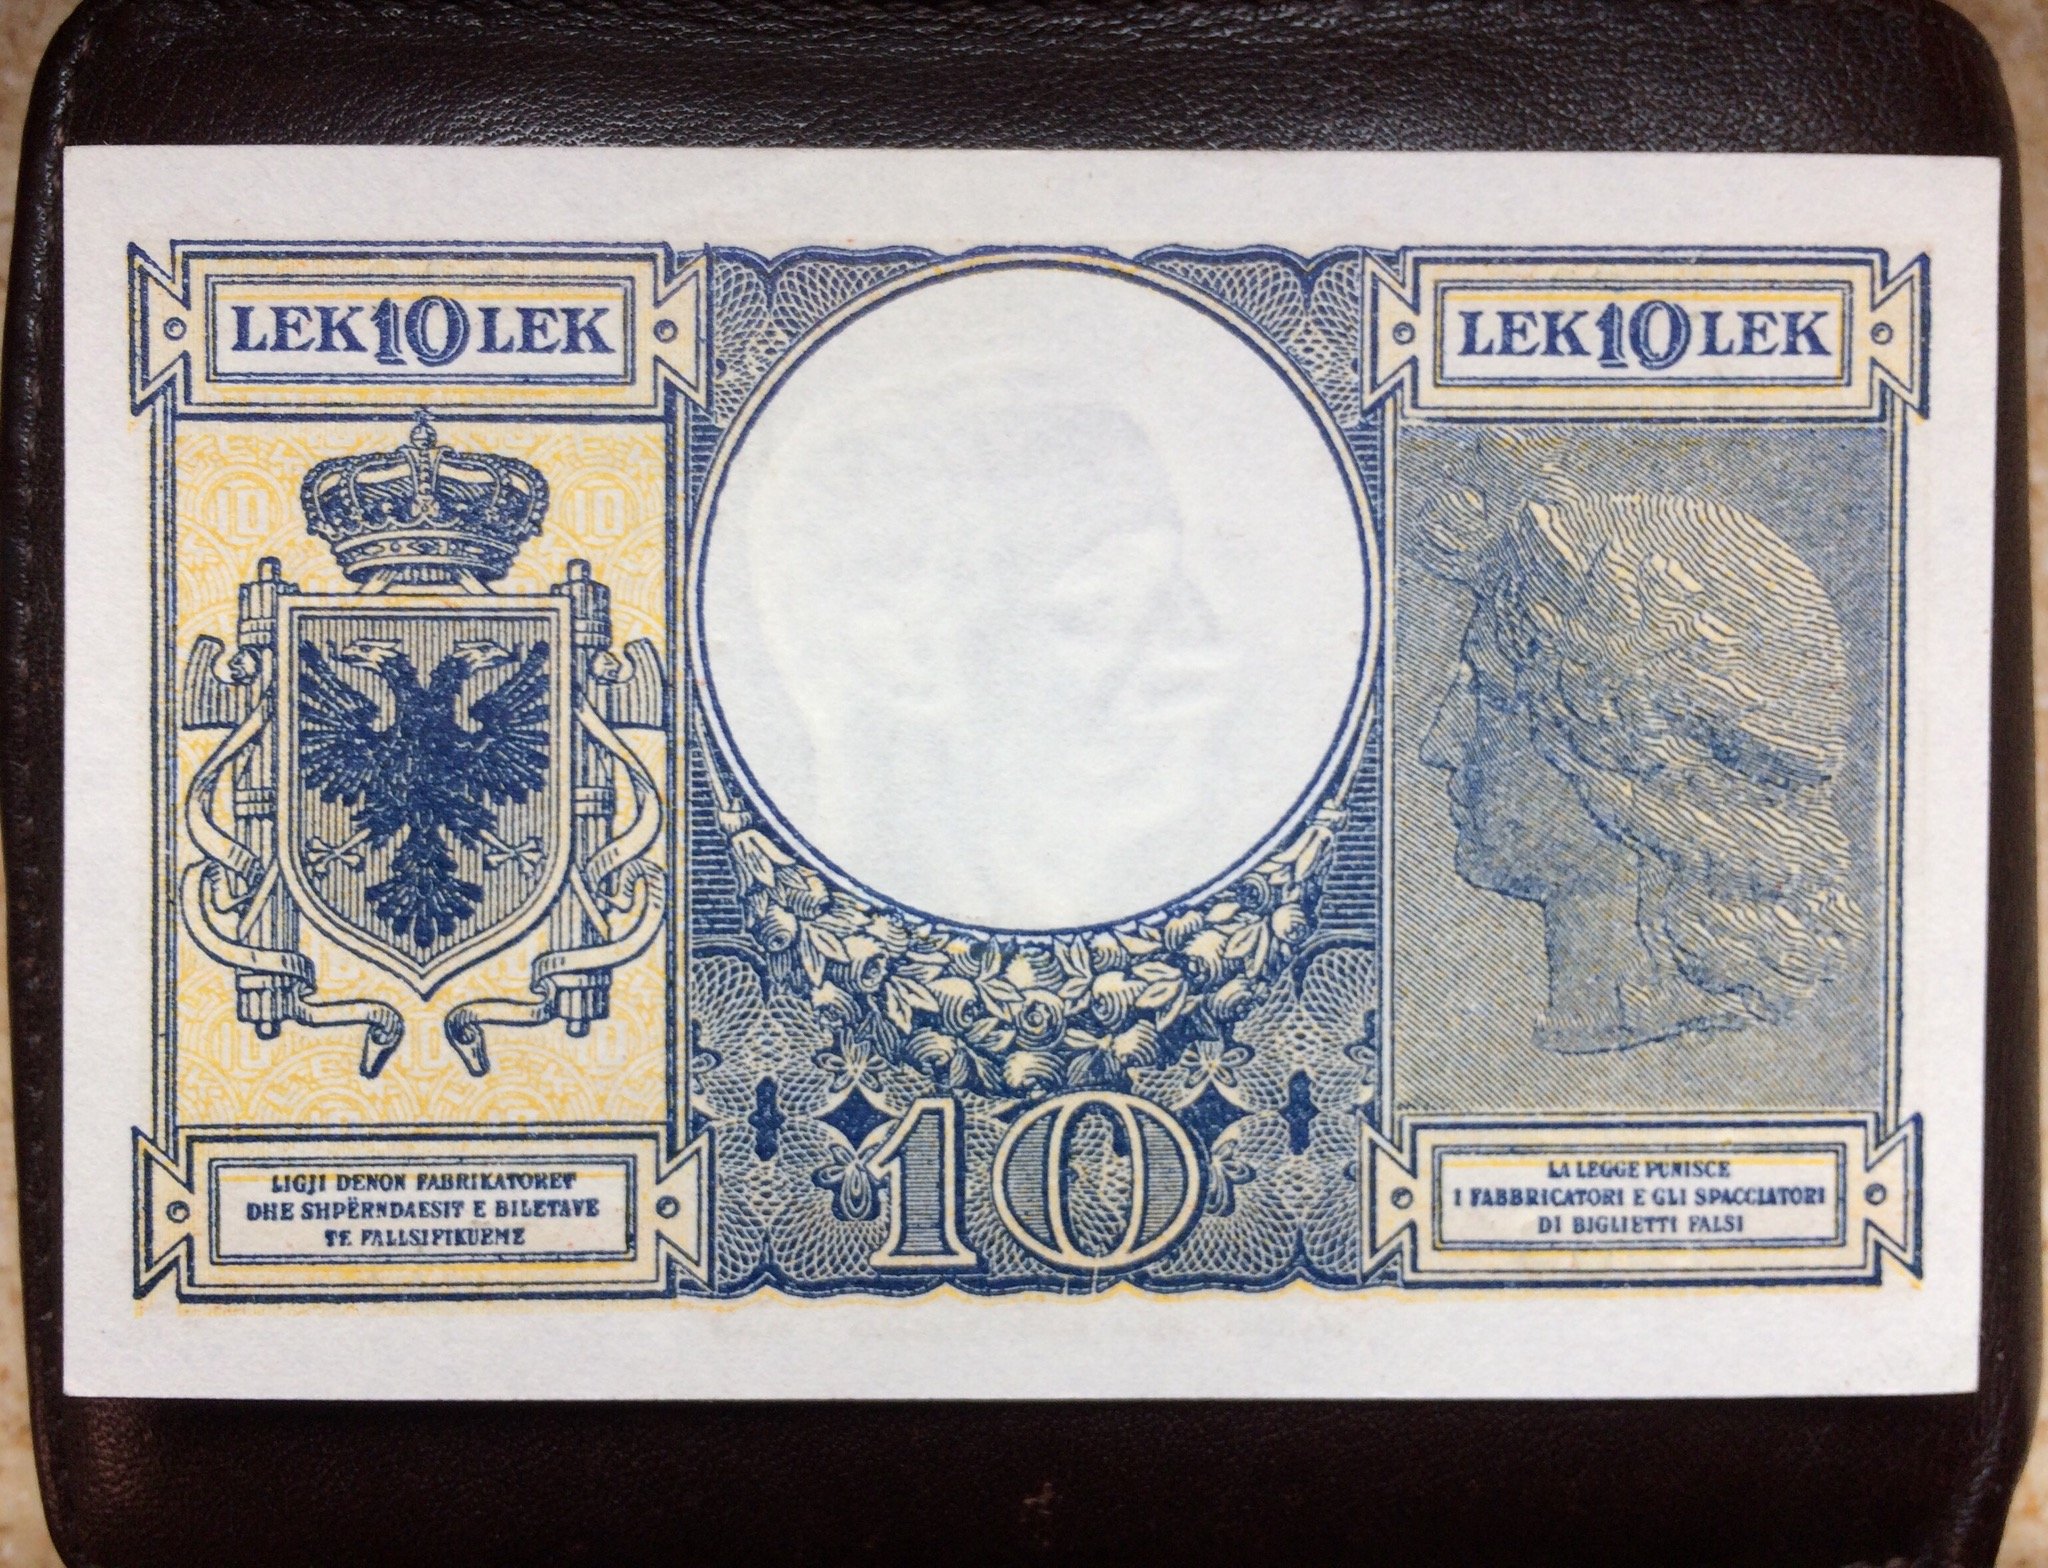 LEK 10 LEK
LEK 10 LEK
LIGJI DENON FABRIKATORET
DHE SHPËRNDAESIT E BILETAVE
TE FALLSIFIKUEME
10
LA LEGGE PUNISCE
I FABBRICATORI E GLI SPACCIATORI
DI BIGLIETTI FALSI